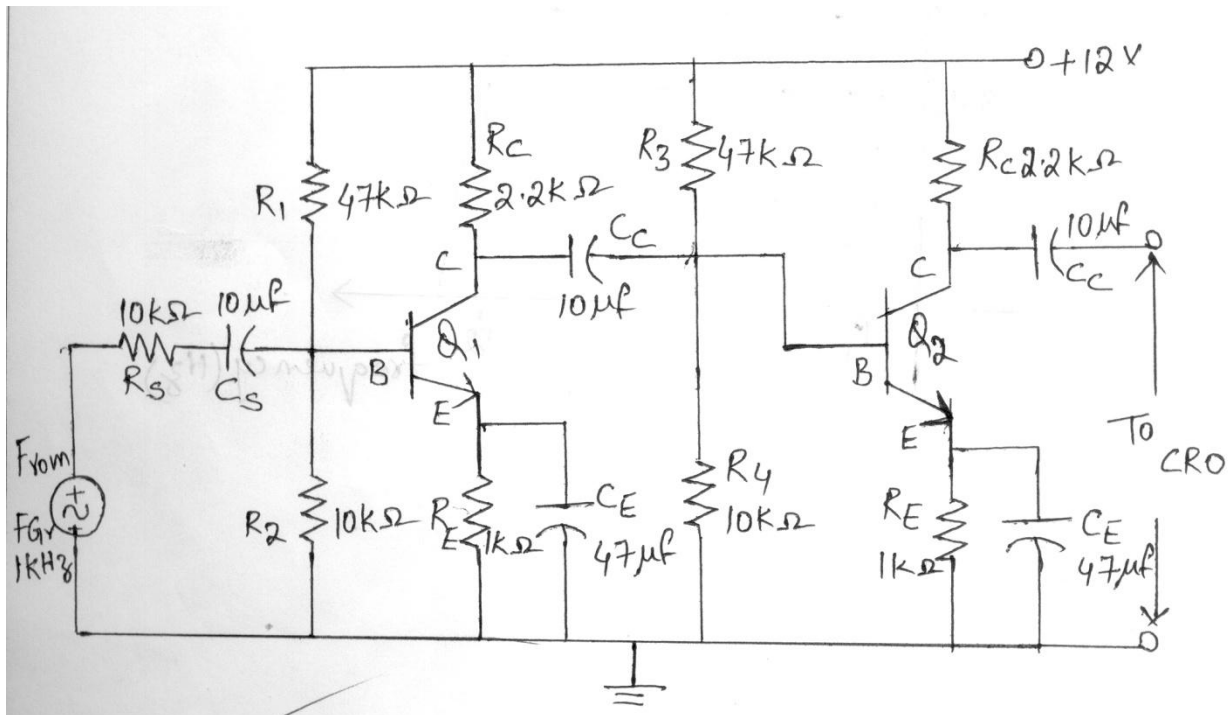 +12V
RC
2.2KΩ
R3
47KΩ
RC 2.2KΩ
R1
47KΩ
CC
10µf
10µf
CC
C
C
10KΩ
RS
10µf
CS
B
Q1
E
B
Q2
E
From
FGr
1KHz
R2
10KΩ
RE
1KΩ
CE
47µf
R4
10KΩ
RE
1KΩ
CE
47µf
To
CRO